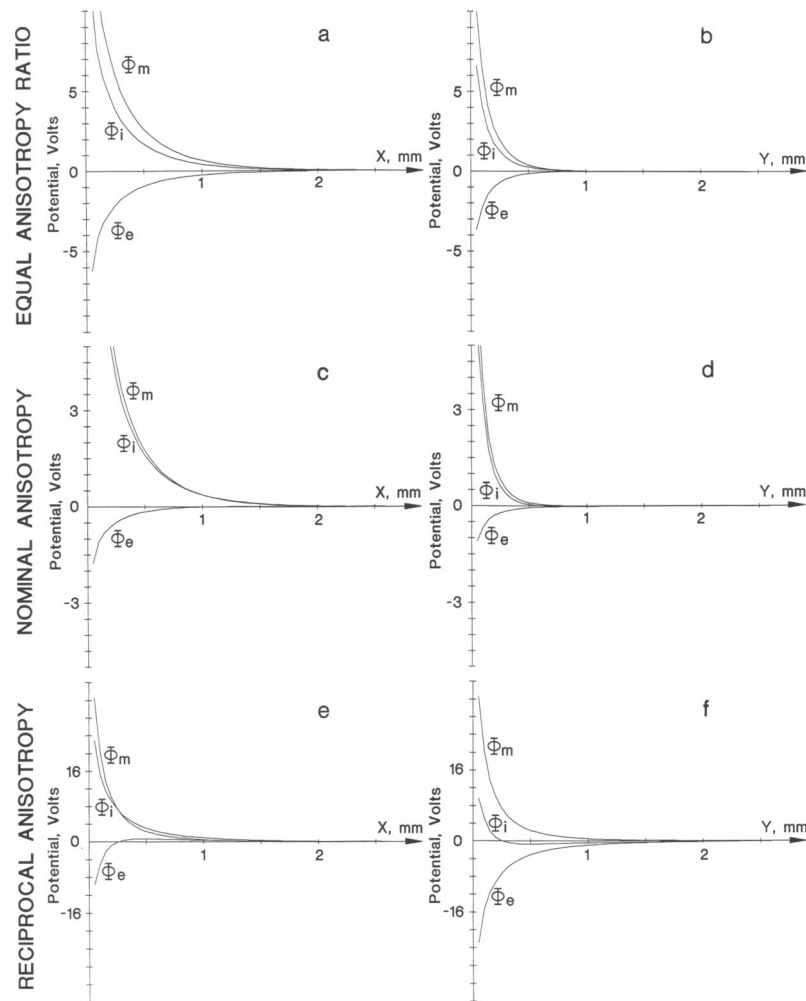 EQUAL ANISOTROPY RATIO
a
Potential, Volts
5
-5
Φm
Φi
Φe
X, mm
1
2
b
Potential, Volts
5
-5
Φm
Φi
Φe
Y, mm
1
2
NOMINAL ANISOTROPY
c
Potential, Volts
3
0
-3
Φm
Φi
Φe
X, mm
1
2
d
Potential, Volts
3
0
-3
Φm
Φi
Φe
Y, mm
1
2
RECIPROCAL ANISOTROPY
e
Potential, Volts
16
0
-16
Φm
Φi
Φe
X, mm
1
2
f
Potential, Volts
16
0
-16
Φm
Φi
Φe
Y, mm
1
2